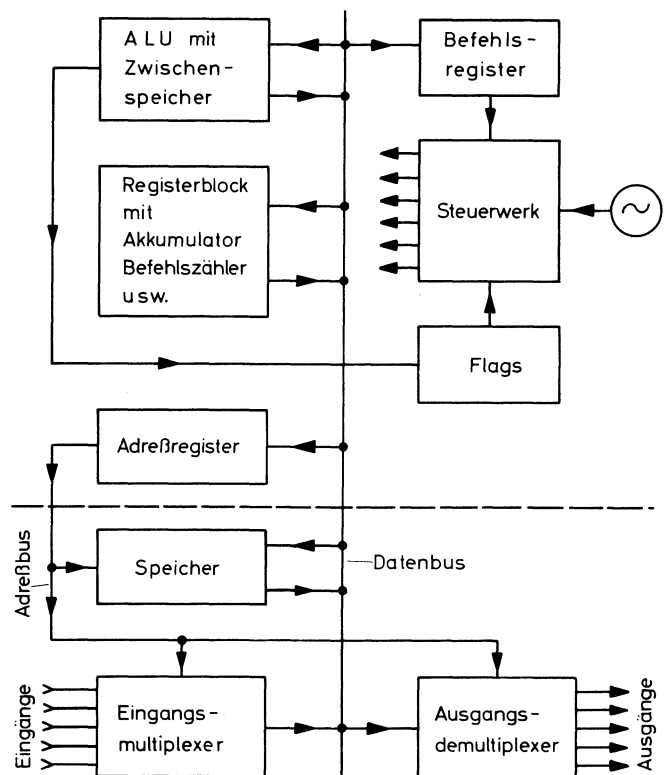 ALU mit
Zwischen-
speicher
Befehls-
register
Registerblock
mit
Akkumulator
Befehlszähler
usw.
Steuerwerk
Flags
Adreßregister
Adreßbus
Speicher
Datenbus
Eingänge
Eingangs-
multiplexer
Ausgangs-
demultiplexer
Ausgänge